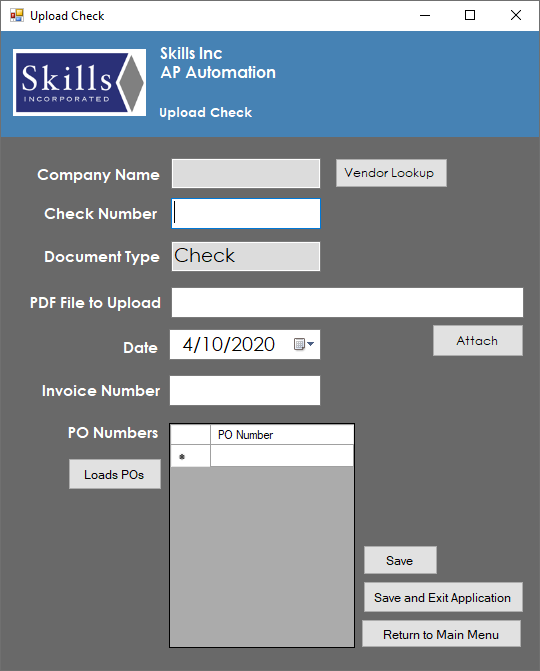 Upload Check
Skills Inc
AP Automation
Skills
INCORPORATED
Upload Check
Company Name
Vendor Lookup
Check Number
Document Type
Check
PDF File to Upload
Attach
Date
4/10/2020
Invoice Number
PO Numbers
PO Number
*
Loads POs
Save
Save and Exit Application
Return to Main Menu